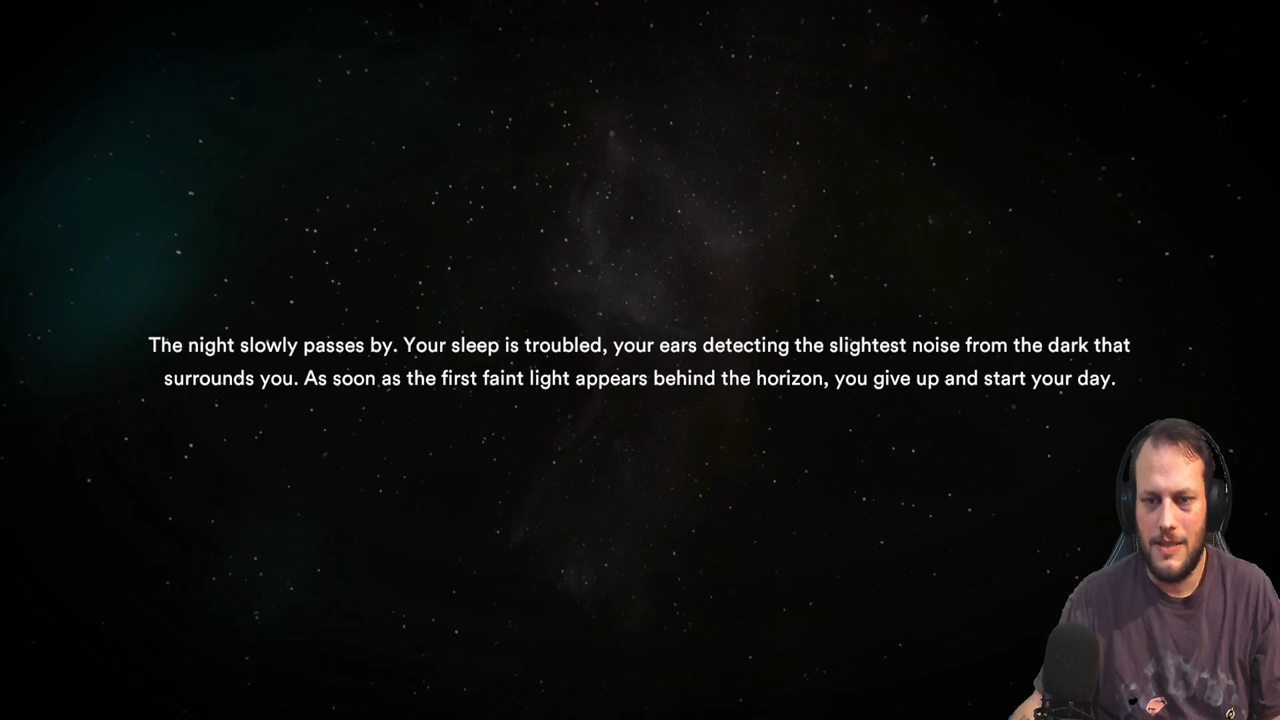 The night slowly passes by. Your sleep is troubled, your ears detecting the slightest noise from the dark that
surrounds you. As soon as the first faint light appears behind the horizon, you give up and start your day.